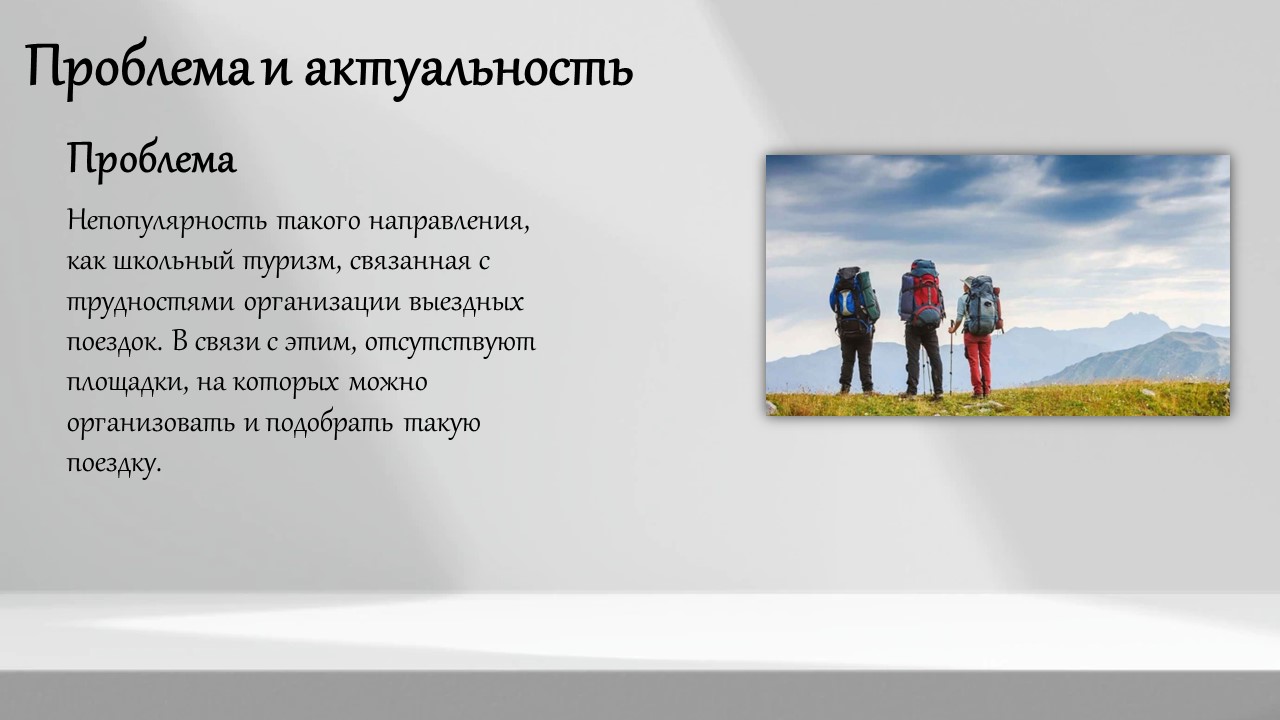 Проблема и актуальность
Проблема
Непопулярность такого направления,
как школьный туризм, связанная с
трудностями организации выездных
поездок. В связи с этим, отсутствуют
площадки, на которых можно
организовать и подобрать такую
поездку.